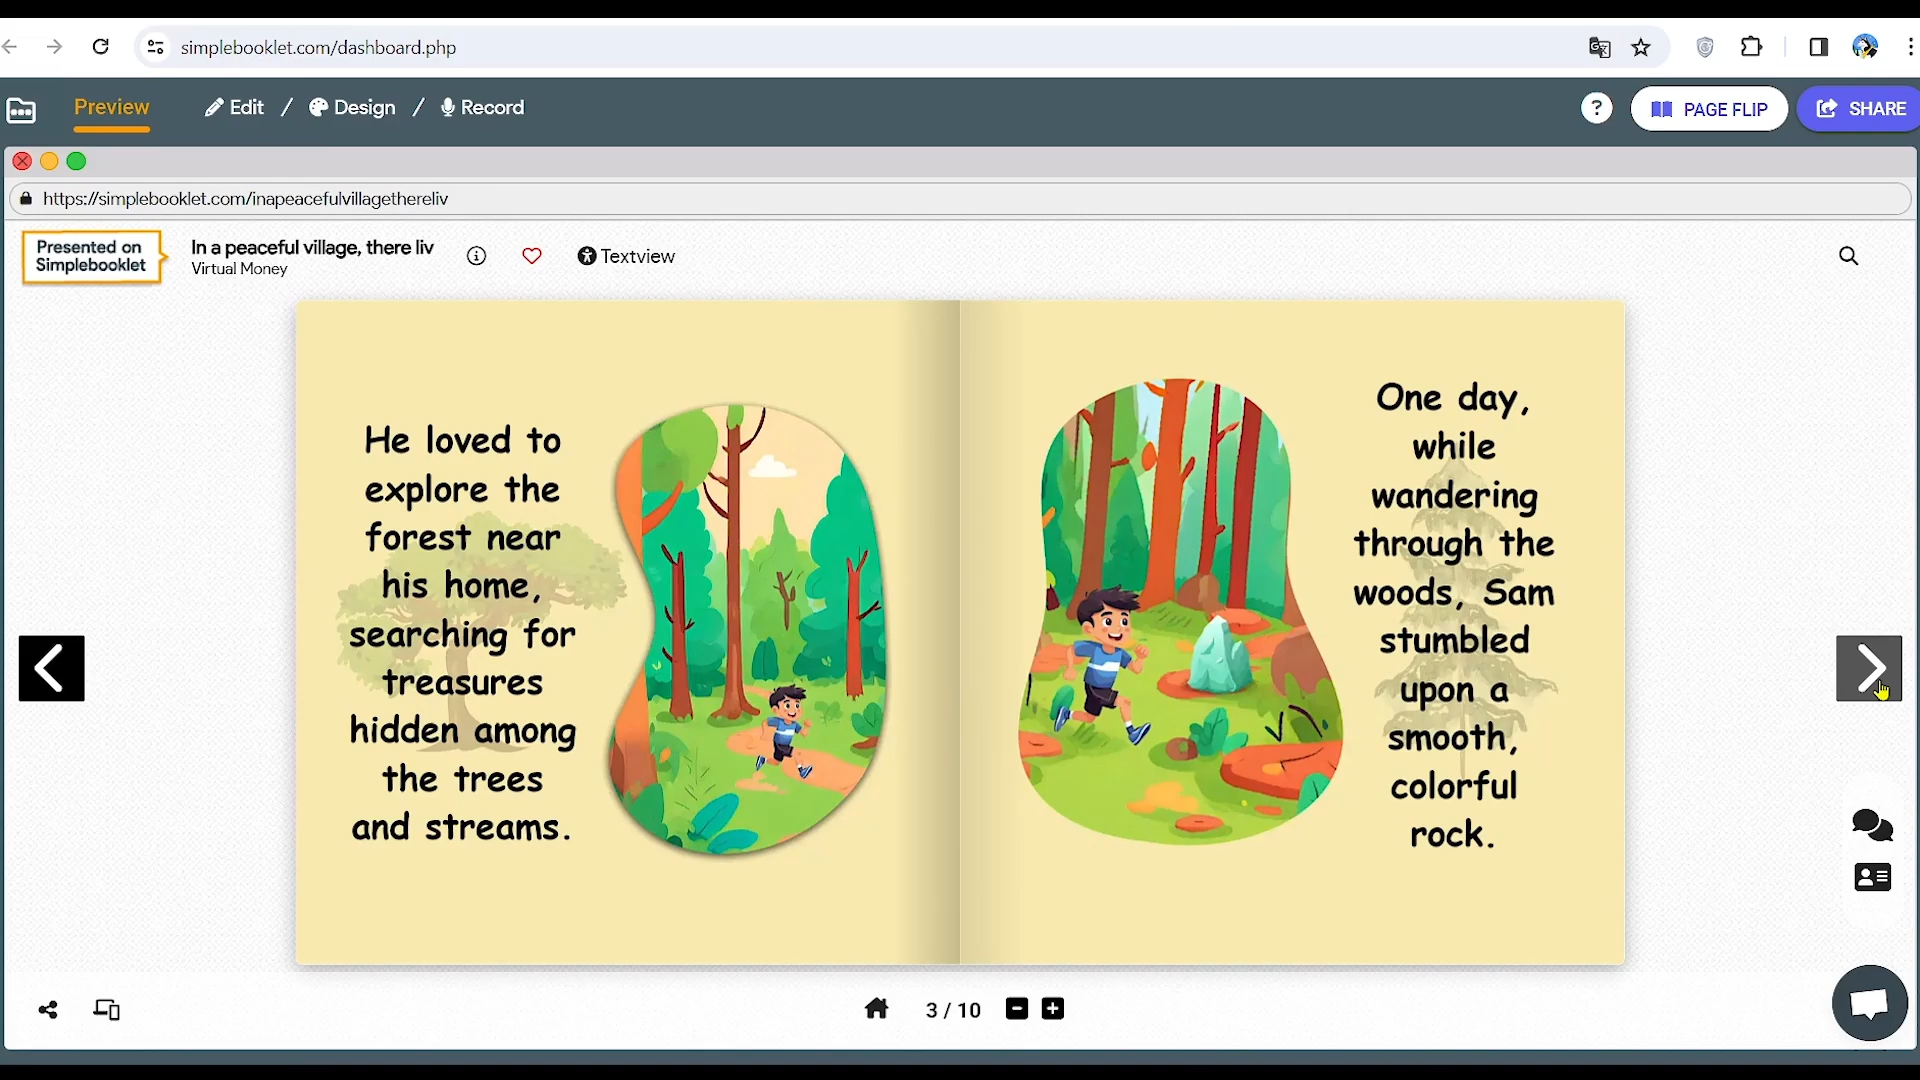 simplebooklet.com/dashboard.php
Preview
Edit / Design / Record
?
PAGE FLIP
SHARE
https://simplebooklet.com/inapeacefulvillagethereliv
Presented on
Simplebooklet
In a peaceful village, there liv
Virtual Money
Textview
He loved to
explore the
forest near
his home,
searching for
treasures
hidden among
the trees
and streams.
One day,
while
wandering
through the
woods, Sam
stumbled
upon a
smooth,
colorful
rock.
3 / 10